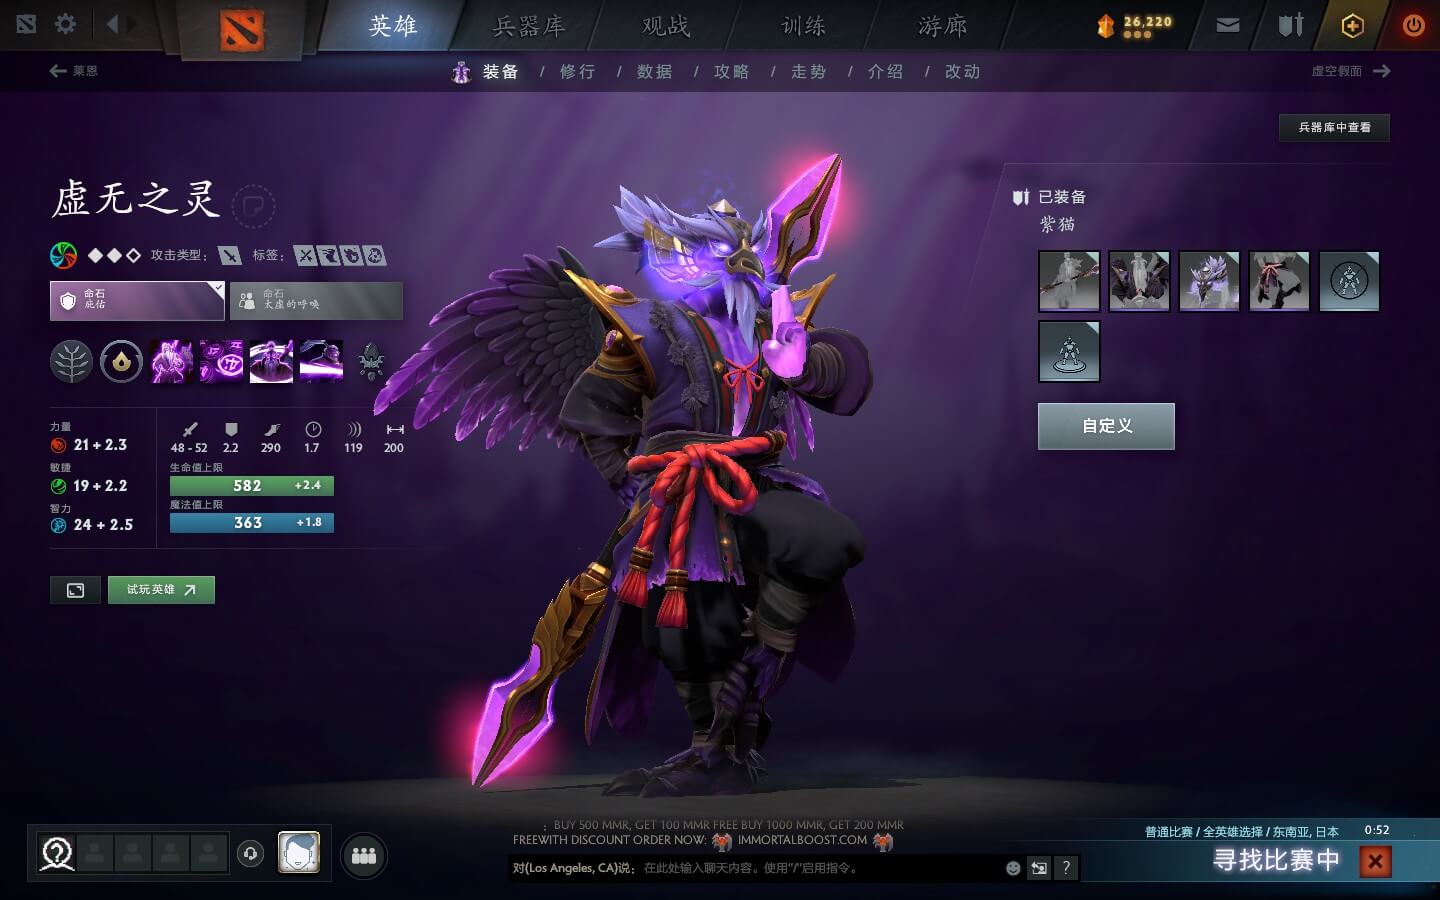 英雄 兵器库 观战 训练 游廊 26,220
莱恩 装备 / 修行 / 数据 / 攻略 / 走势 / 介绍 / 改动 虚空假面
兵器库中查看
虚无之灵
已装备
紫猫
攻击类型： 标签：
命石
庇佑
命石
太虚的呼唤
力量
21 + 2.3
敏捷
19 + 2.2
智力
24 + 2.5
48 - 52 2.2 290 1.7 119 200
生命值上限
582 +2.4
魔法值上限
363 +1.8
自定义
试玩英雄
: BUY 500 MMR, GET 100 MMR FREE BUY 1000 MMR, GET 200 MMR
FREEWITH DISCOUNT ORDER NOW: IMMORTALBOOST.COM
对(Los Angeles, CA)说： 在此处输入聊天内容。使用“/”启用指令。 ?
普通比赛 / 全英雄选择 / 东南亚, 日本 0:52
寻找比赛中